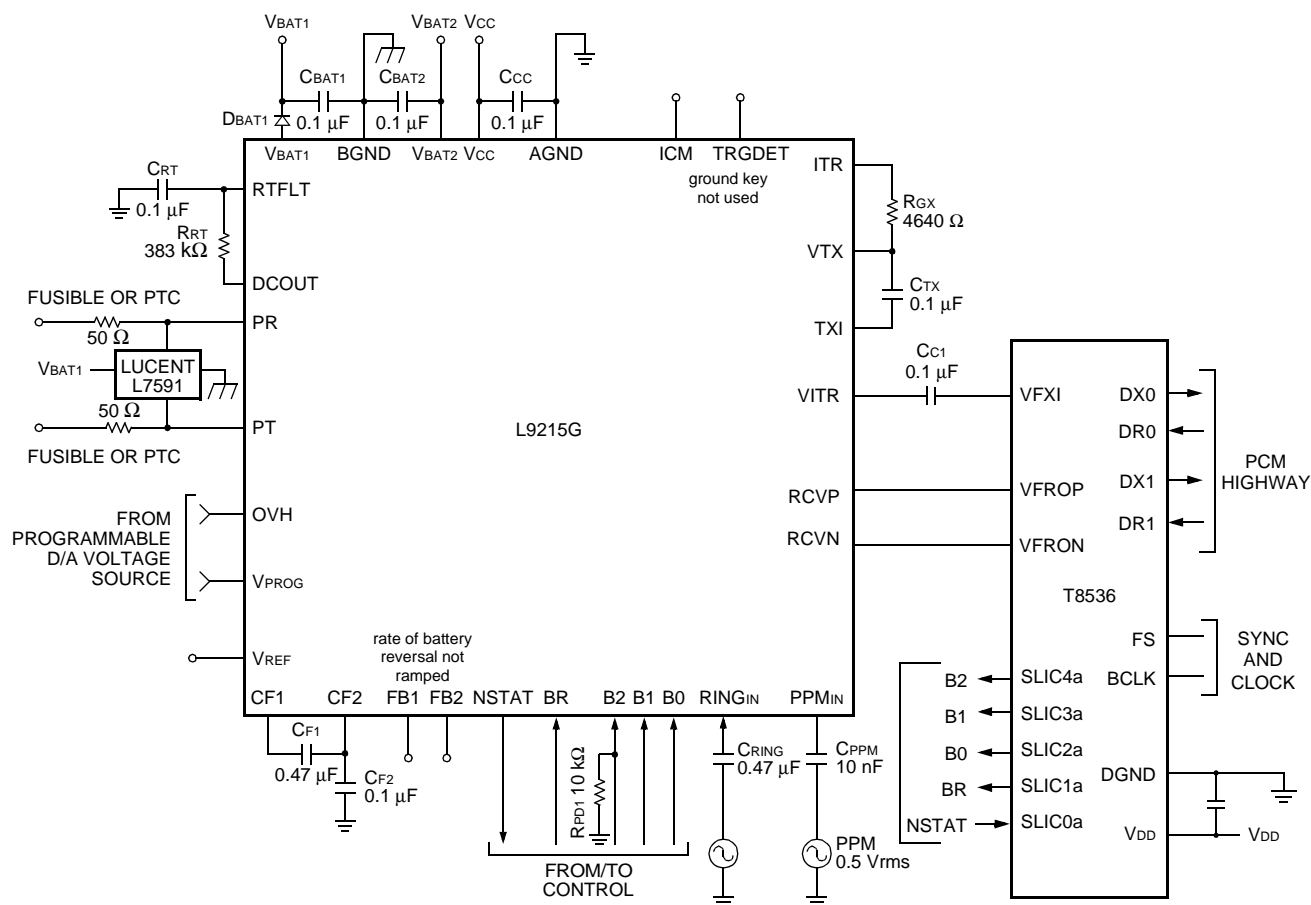 VBAT1
VBAT2
VCC
CBAT1
0.1 µF
CBAT2
0.1 µF
CCC
0.1 µF
DBAT1
VBAT1
BGND
VBAT2
VCC
AGND
ICM
TRGDET
ground key
not used
CRT
0.1 µF
RTFLT
RRT
383 kΩ
DCOUT
FUSIBLE OR PTC
50 Ω
PR
VBAT1
LUCENT
L7591
50 Ω
PT
FUSIBLE OR PTC
FROM
PROGRAMMABLE
D/A VOLTAGE
SOURCE
OVH
VPROG
VREF
L9215G
ITR
RGX
4640 Ω
VTX
CTX
0.1 µF
TXI
VITR
CC1
0.1 µF
RCVP
RCVN
rate of battery
reversal not
ramped
CF1
CF2
FB1
FB2
NSTAT
BR
B2
B1
B0
RINGIN
PPMIN
CF1
0.47 µF
CF2
0.1 µF
RPD1 10 kΩ
CRING
0.47 µF
CPPM
10 nF
PPM
0.5 Vrms
FROM/TO
CONTROL
VFXI
VFROP
VFRON
T8536
DX0
DR0
DX1
DR1
PCM
HIGHWAY
FS
BCLK
SYNC
AND
CLOCK
B2
SLIC4a
B1
SLIC3a
B0
SLIC2a
BR
SLIC1a
NSTAT
SLIC0a
DGND
VDD
VDD